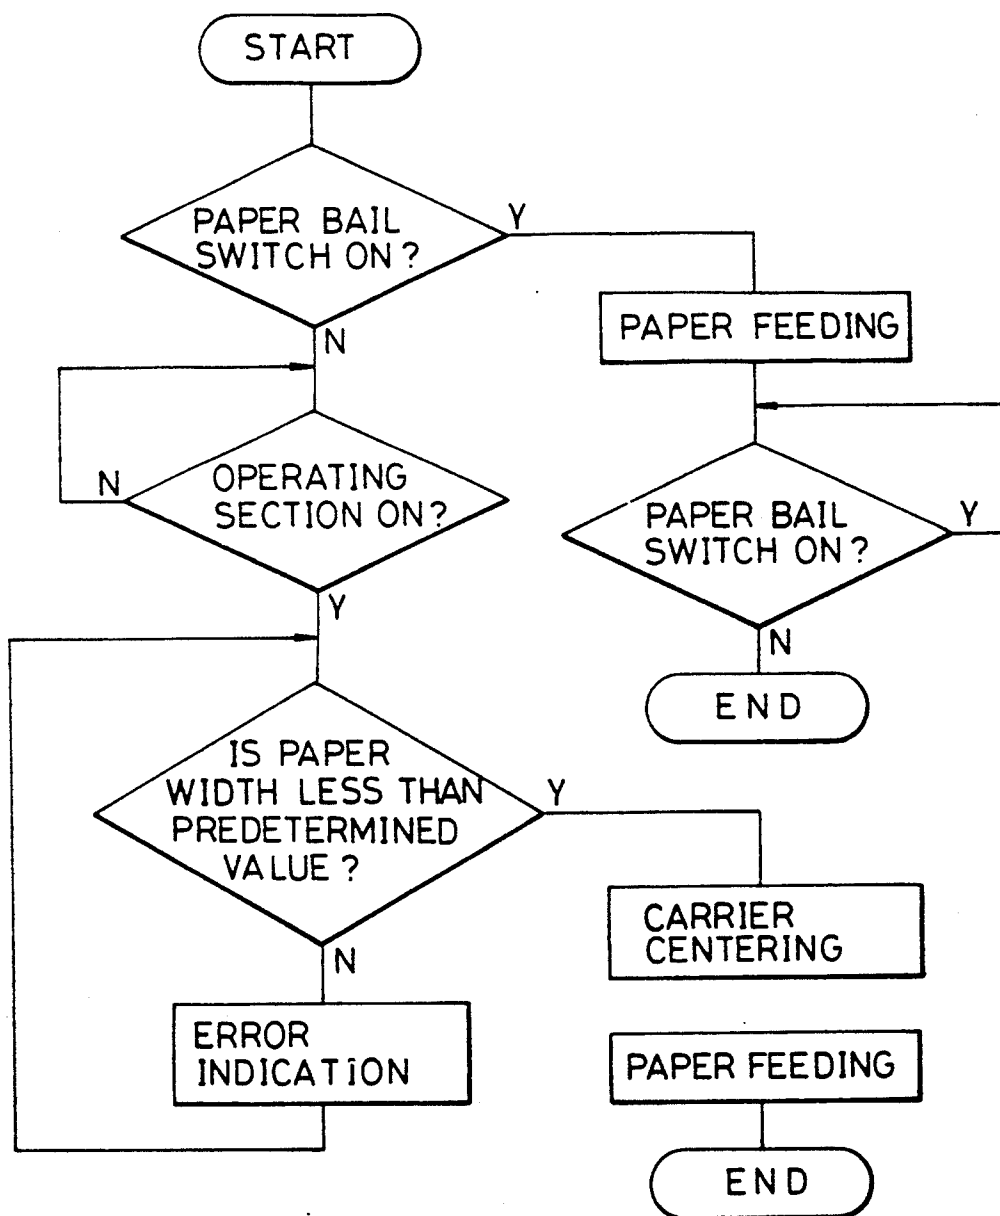 START
PAPER BAIL
SWITCH ON?
Y
N
PAPER FEEDING
OPERATING
SECTION ON?
N
Y
PAPER BAIL
SWITCH ON?
Y
N
END
IS PAPER
WIDTH LESS THAN
PREDETERMINED
VALUE?
Y
N
CARRIER
CENTERING
ERROR
INDICATION
PAPER FEEDING
END